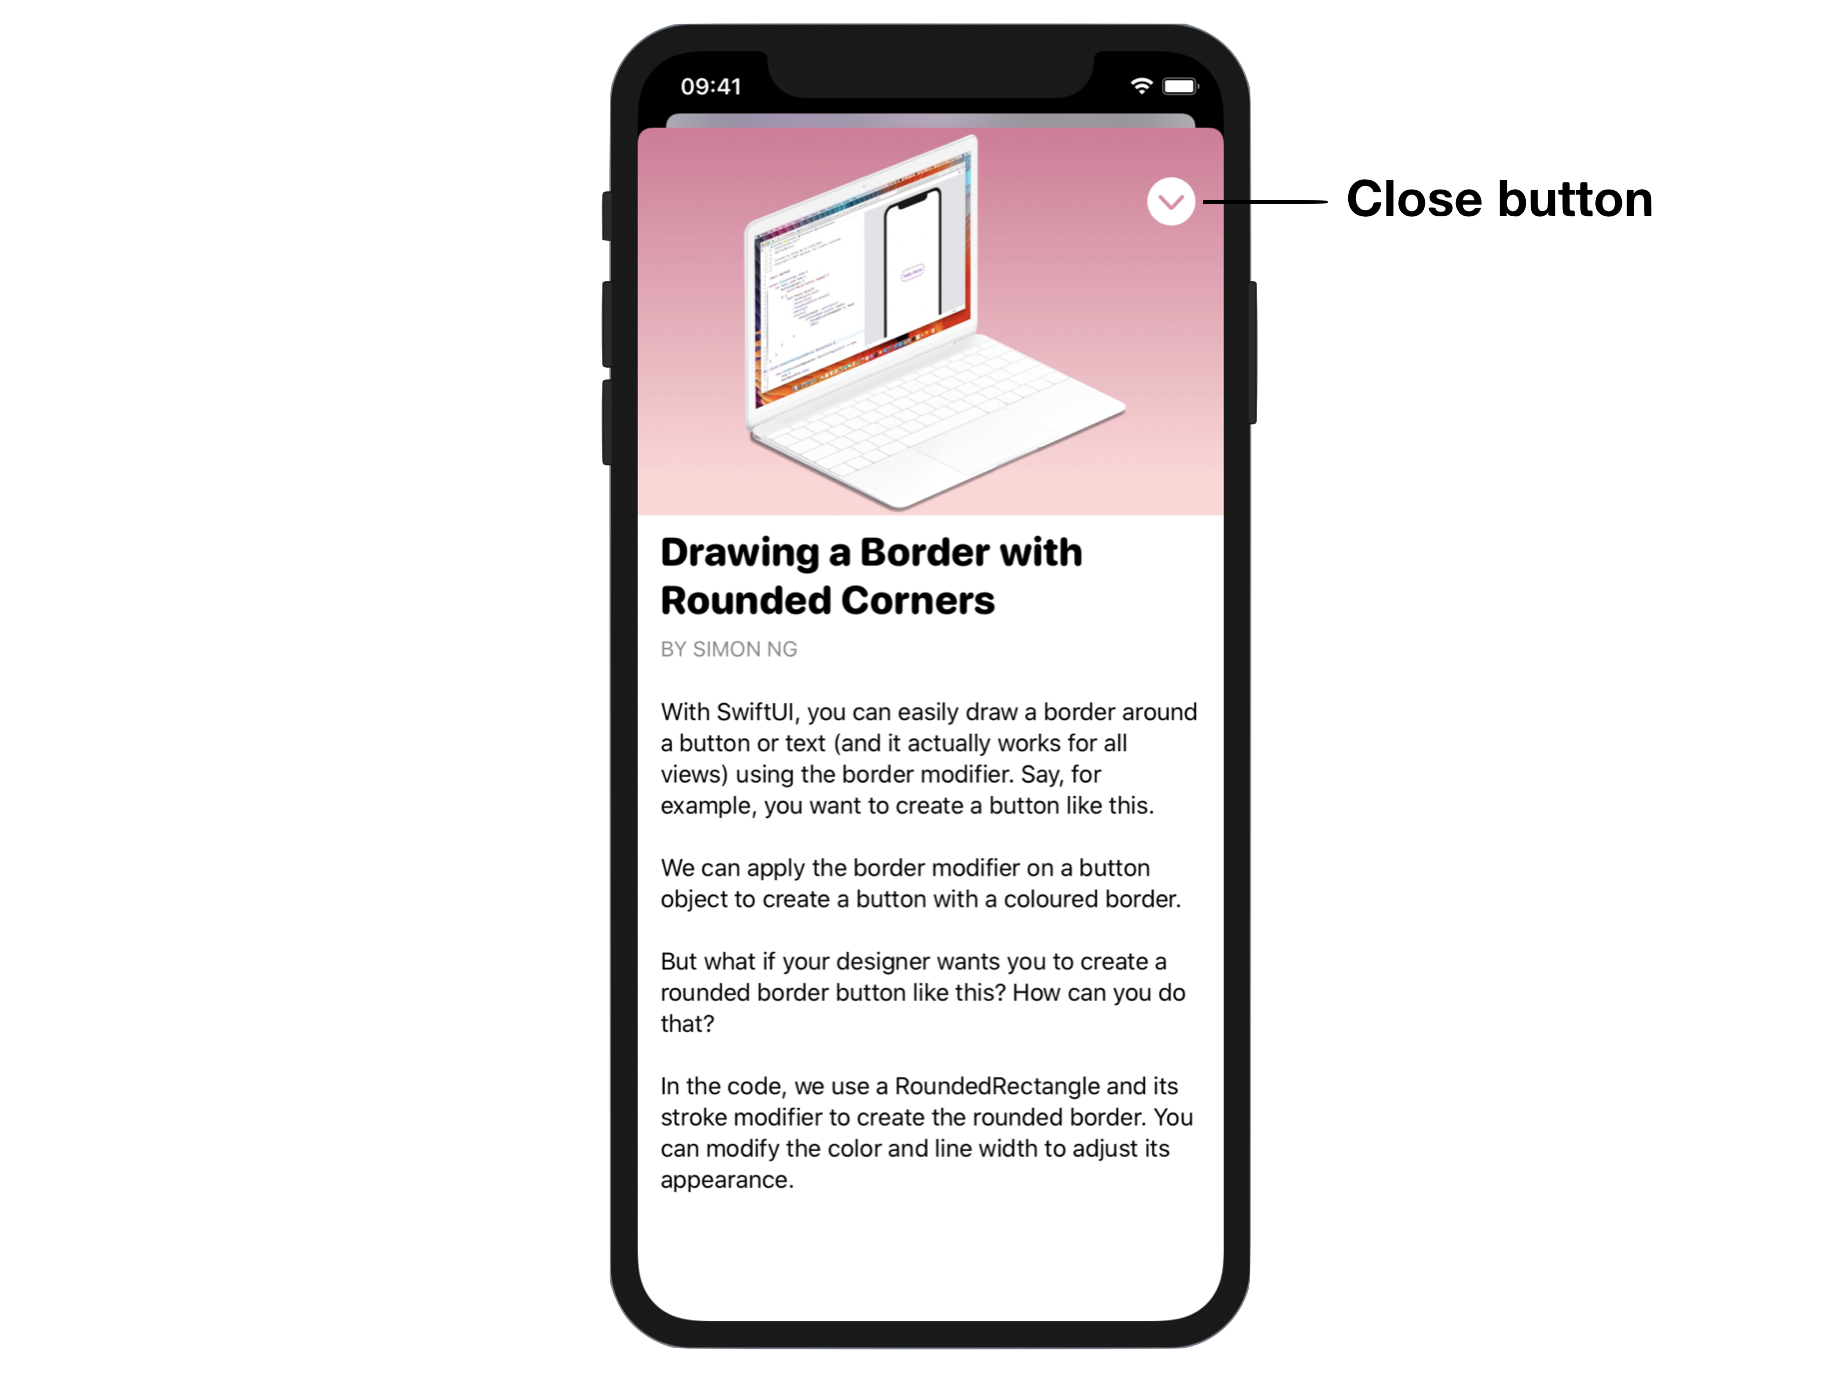 09:41
Close button
Drawing a Border with
Rounded Corners
BY SIMON NG
With SwiftUI, you can easily draw a border around
a button or text (and it actually works for all
views) using the border modifier. Say, for
example, you want to create a button like this.
We can apply the border modifier on a button
object to create a button with a coloured border.
But what if your designer wants you to create a
rounded border button like this? How can you do
that?
In the code, we use a RoundedRectangle and its
stroke modifier to create the rounded border. You
can modify the color and line width to adjust its
appearance.